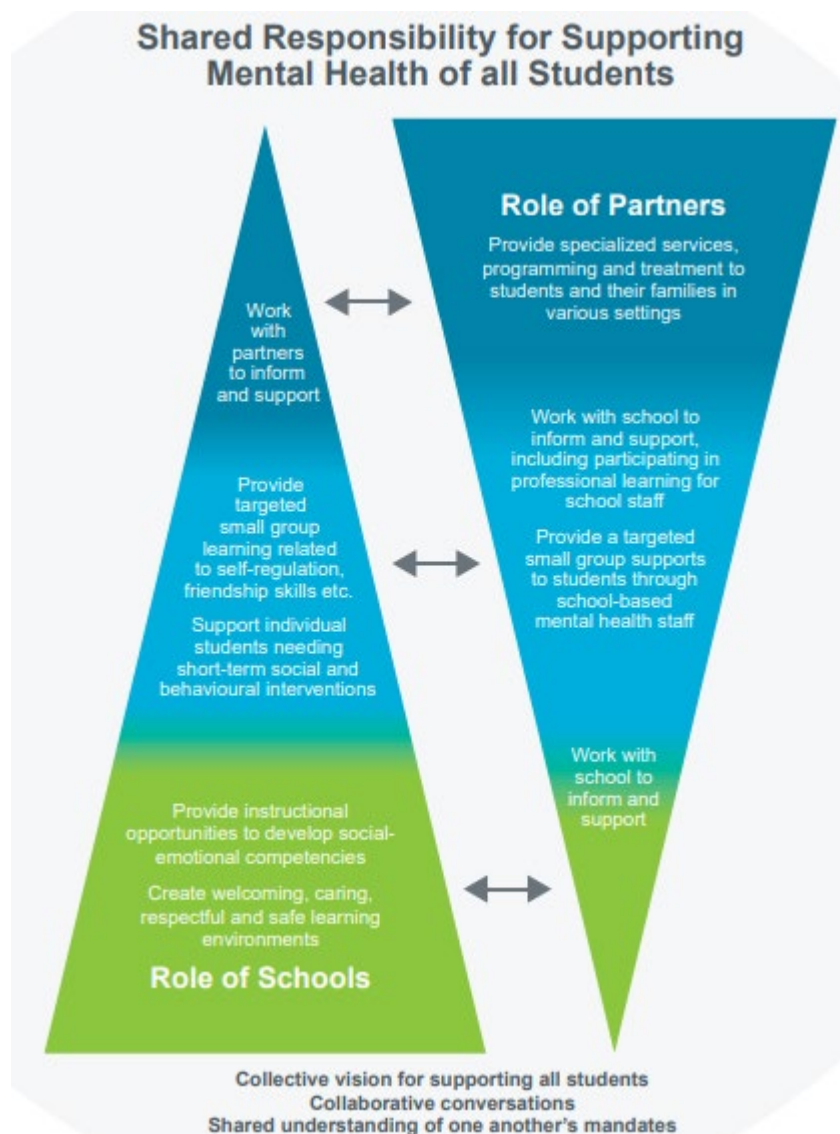 Shared Responsibility for Supporting
Mental Health of all Students
Role of Partners
Provide specialized services,
programming and treatment to
students and their families in
various settings
Work
with
partners
to inform
and support
Work with school to
inform and support,
including participating in
professional learning for
school staff
Provide
targeted
small group
learning related
to self-regulation,
friendship skills etc.
Provide a targeted
small group supports
to students through
school-based
mental health staff
Support individual
students needing
short-term social and
behavioural interventions
Work with
school to
inform and
support
Provide instructional
opportunities to develop social-
emotional competencies
Create welcoming, caring,
respectful and safe learning
environments
Role of Schools
Collective vision for supporting all students
Collaborative conversations
Shared understanding of one another's mandates